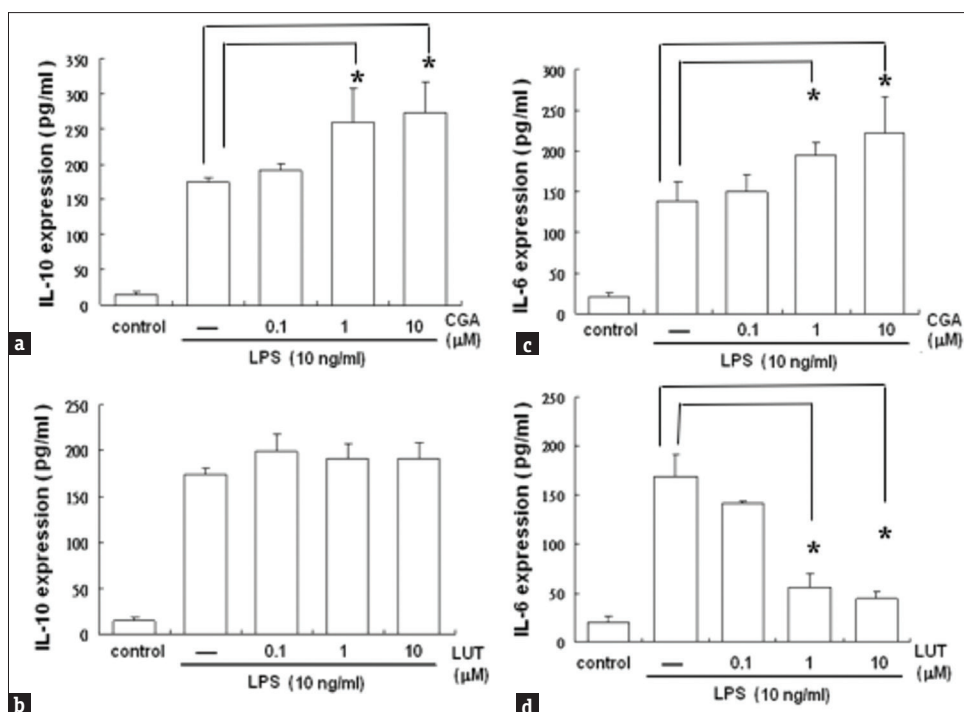 IL-10 expression (pg/ml)
350
300
250
200
150
100
50
0
*
*
control
—
0.1
1
10
CGA
(µM)
LPS (10 ng/ml)
a
IL-6 expression (pg/ml)
300
250
200
150
100
50
0
*
*
control
—
0.1
1
10
CGA
(µM)
LPS (10 ng/ml)
c
IL-10 expression (pg/ml)
250
200
150
100
50
0
control
—
0.1
1
10
LUT
(µM)
LPS (10 ng/ml)
b
IL-6 expression (pg/ml)
250
200
150
100
50
0
*
*
control
—
0.1
1
10
LUT
(µM)
LPS (10 ng/ml)
d